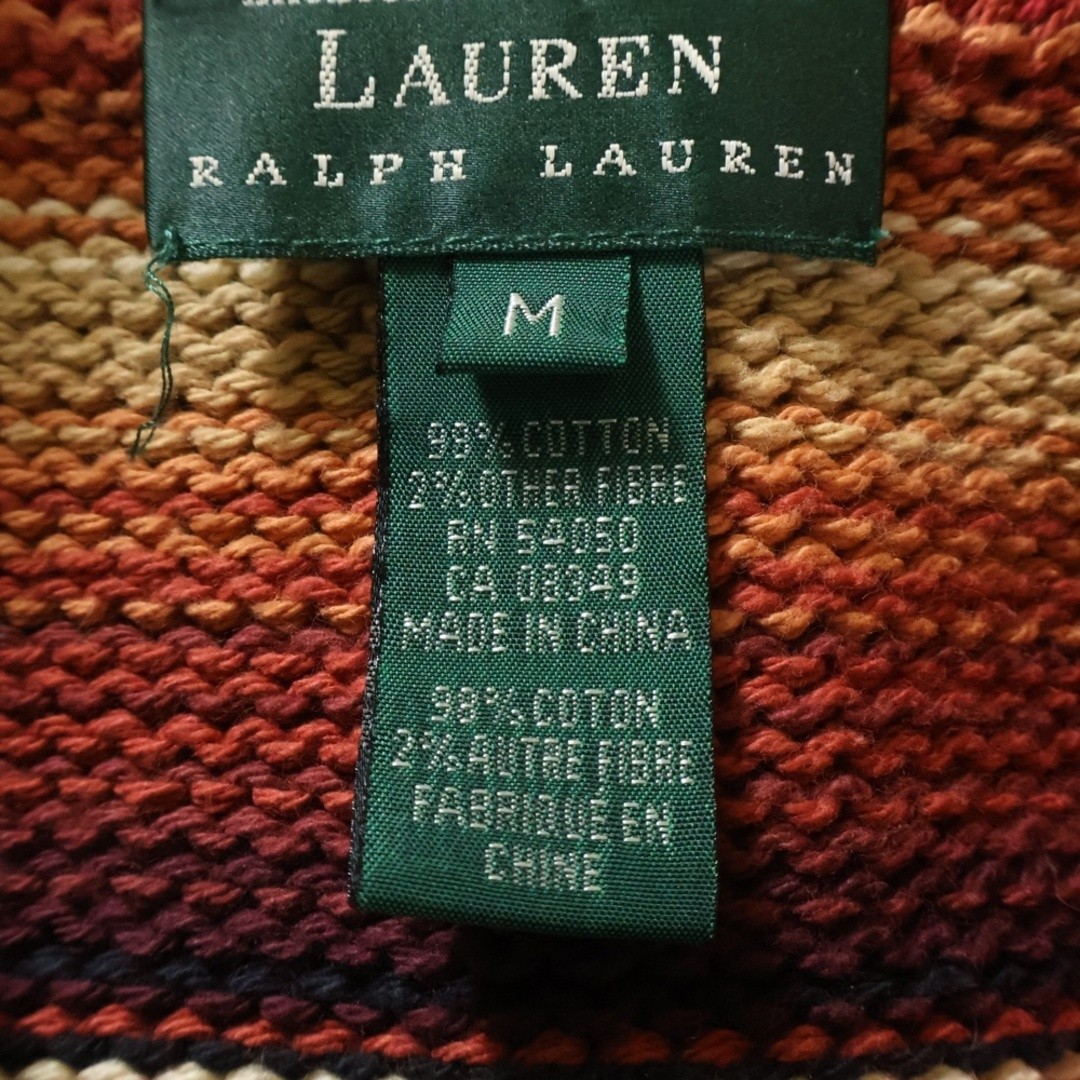 LAUREN
RALPH LAUREN
M
98% COTTON
2% OTHER FIBRE
RN 54050
CA 08349
MADE IN CHINA
98% COTON
2% AUTRE FIBRE
FABRIQUE EN
CHINE